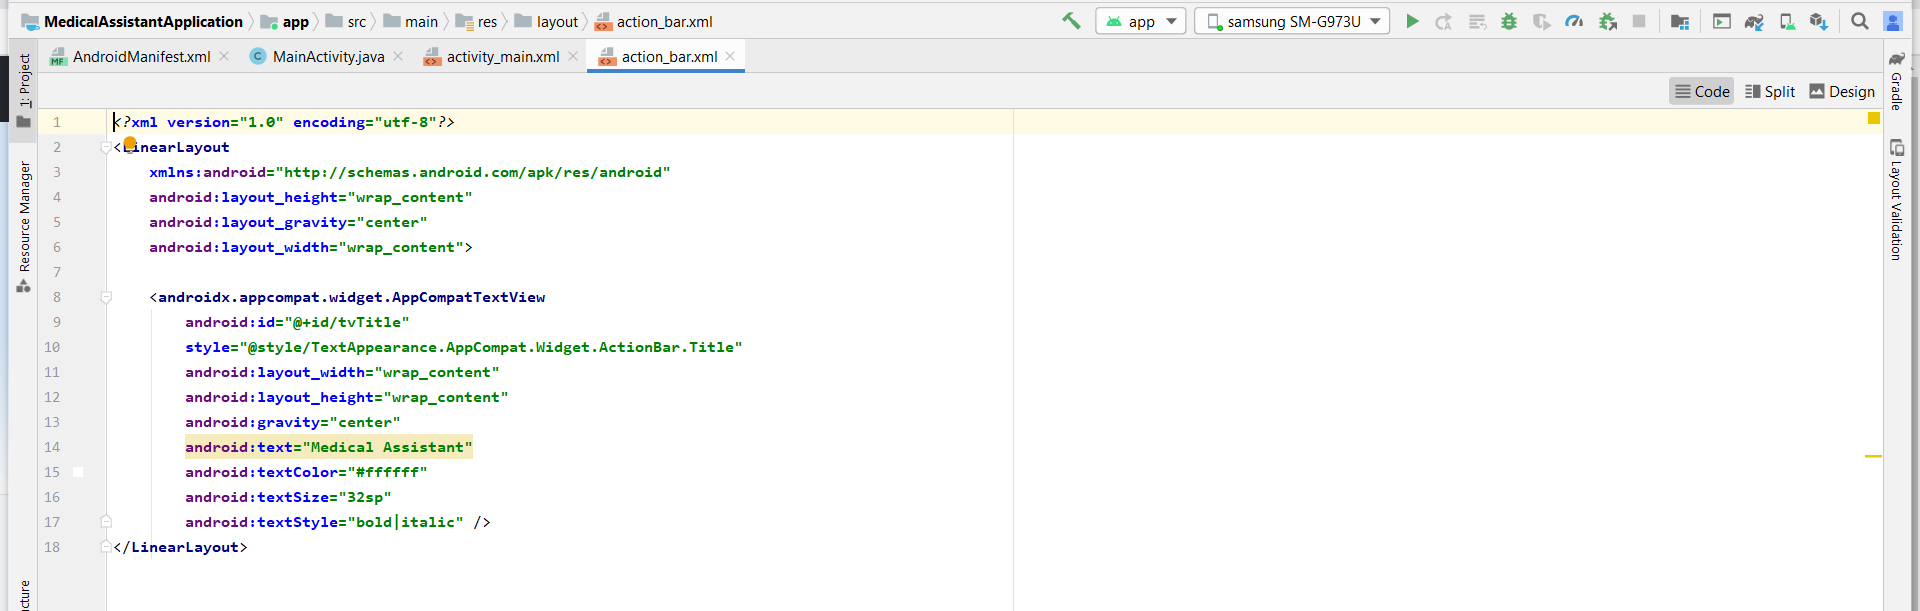 MedicalAssistantApplication app src main res layout action_bar.xml app samsung SM-G973U
AndroidManifest.xml MainActivity.java activity_main.xml action_bar.xml
Code Split Design
1: Project
Resource Manager
Gradle
Layout Validation
1 <?xml version="1.0" encoding="utf-8"?>
2 <LinearLayout
3 xmlns:android="http://schemas.android.com/apk/res/android"
4 android:layout_height="wrap_content"
5 android:layout_gravity="center"
6 android:layout_width="wrap_content">
7
8 <androidx.appcompat.widget.AppCompatTextView
9 android:id="@+id/tvTitle"
10 style="@style/TextAppearance.AppCompat.Widget.ActionBar.Title"
11 android:layout_width="wrap_content"
12 android:layout_height="wrap_content"
13 android:gravity="center"
14 android:text="Medical Assistant"
15 android:textColor="#ffffff"
16 android:textSize="32sp"
17 android:textStyle="bold|italic" />
18 </LinearLayout>